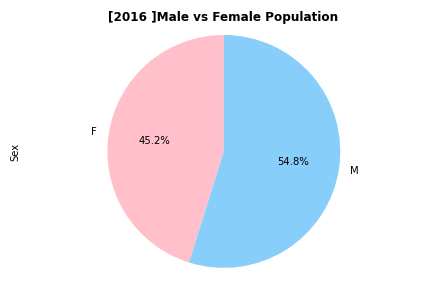 [2016 ]Male vs Female Population
F
45.2%
54.8%
M
Sex